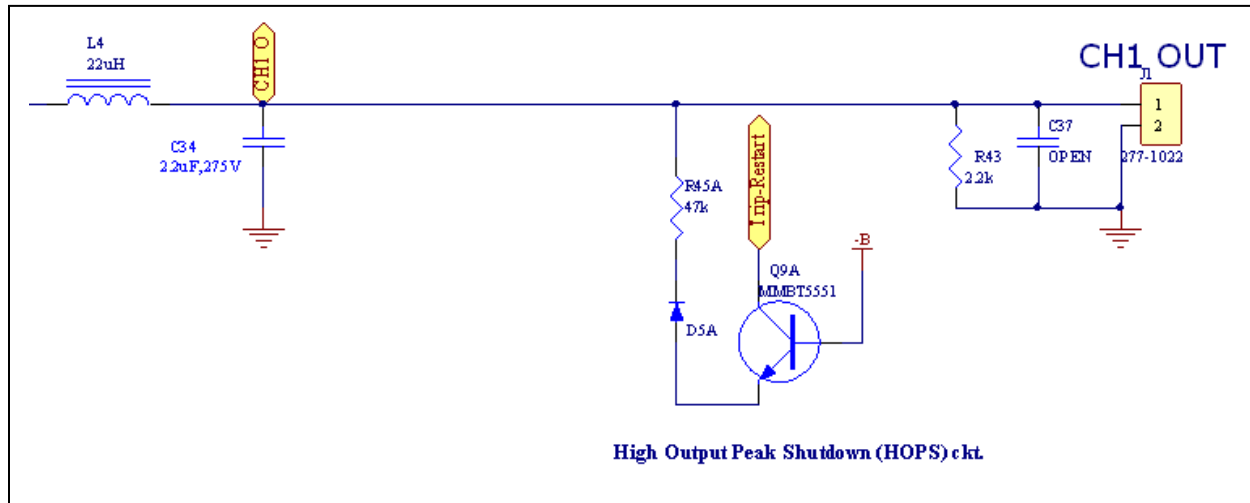 L4
22uH
CH1 O
C34
2.2uF,275V
R45A
47k
D5A
Trip-Restart
Q9A
MMBT5551
-B
R43
2.2k
C37
OPEN
CH1 OUT
J1
1
2
277-1022
High Output Peak Shutdown (HOPS) ckt.